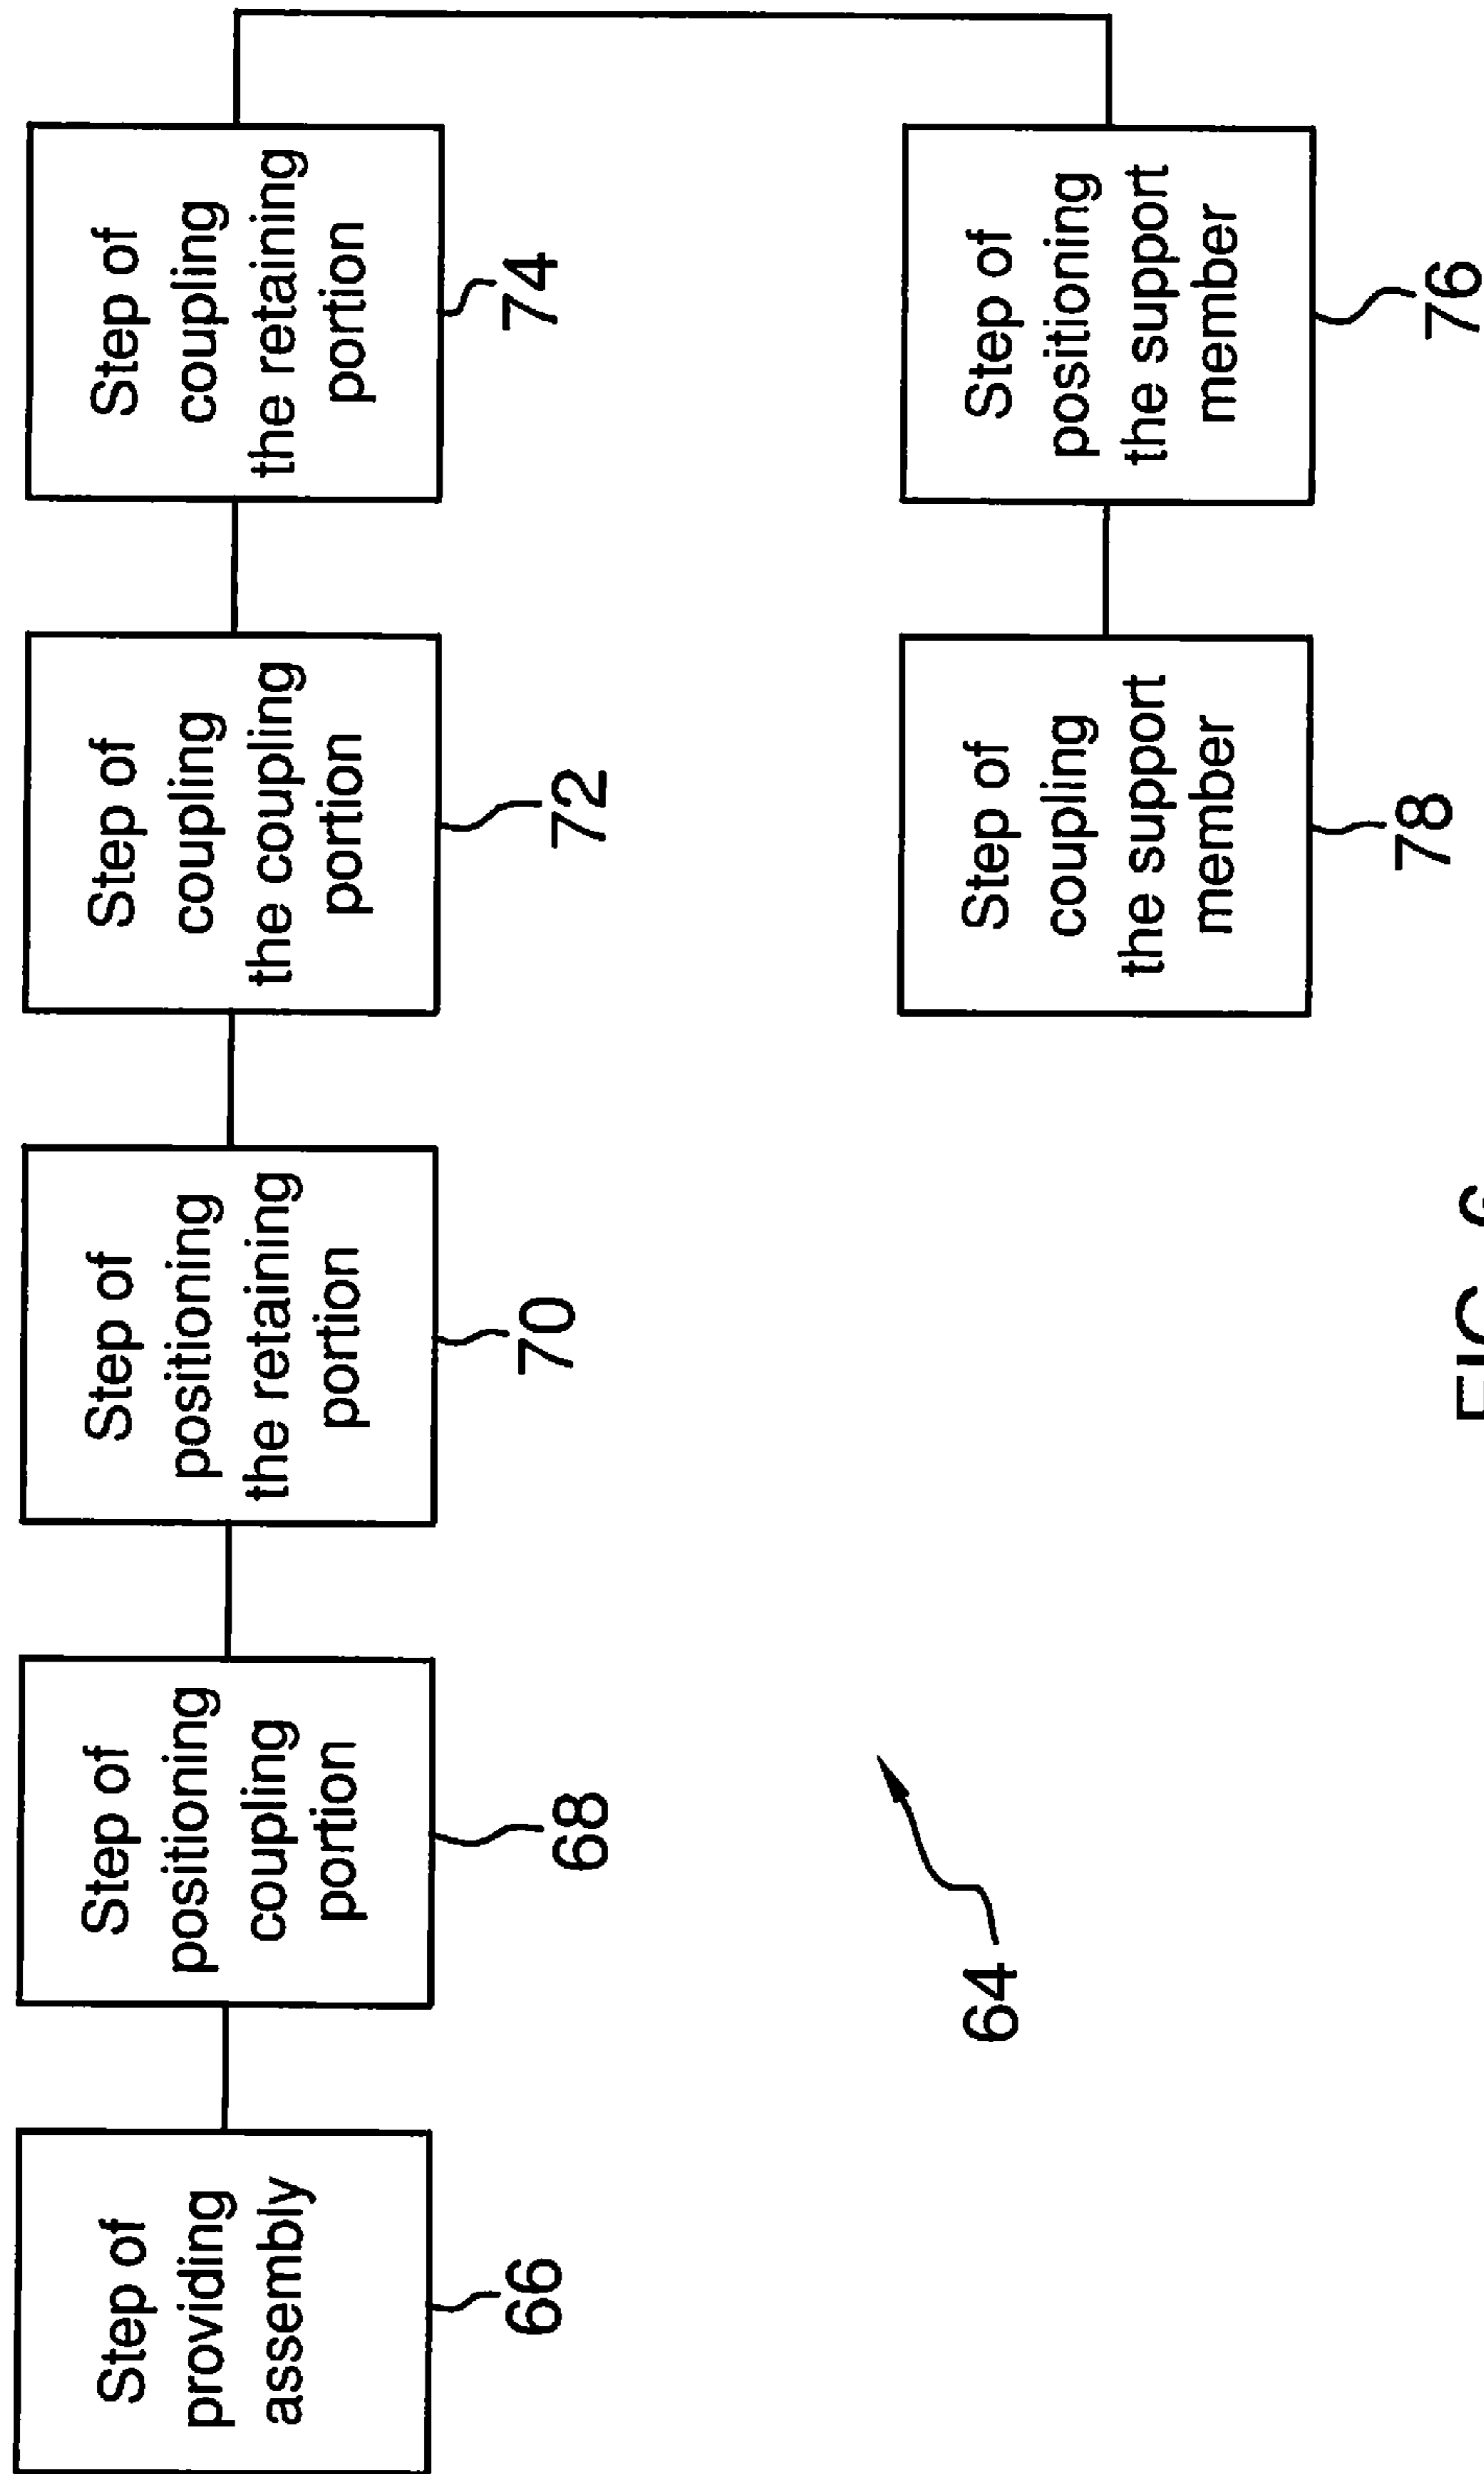 Step of
providing
assembly
66
Step of
positioning
coupling
portion
68
Step of
positioning
the retaining
portion
70
Step of
coupling
the coupling
portion
72
Step of
coupling
the retaining
portion
74
Step of
positioning
the support
member
76
Step of
coupling
the support
member
78
64